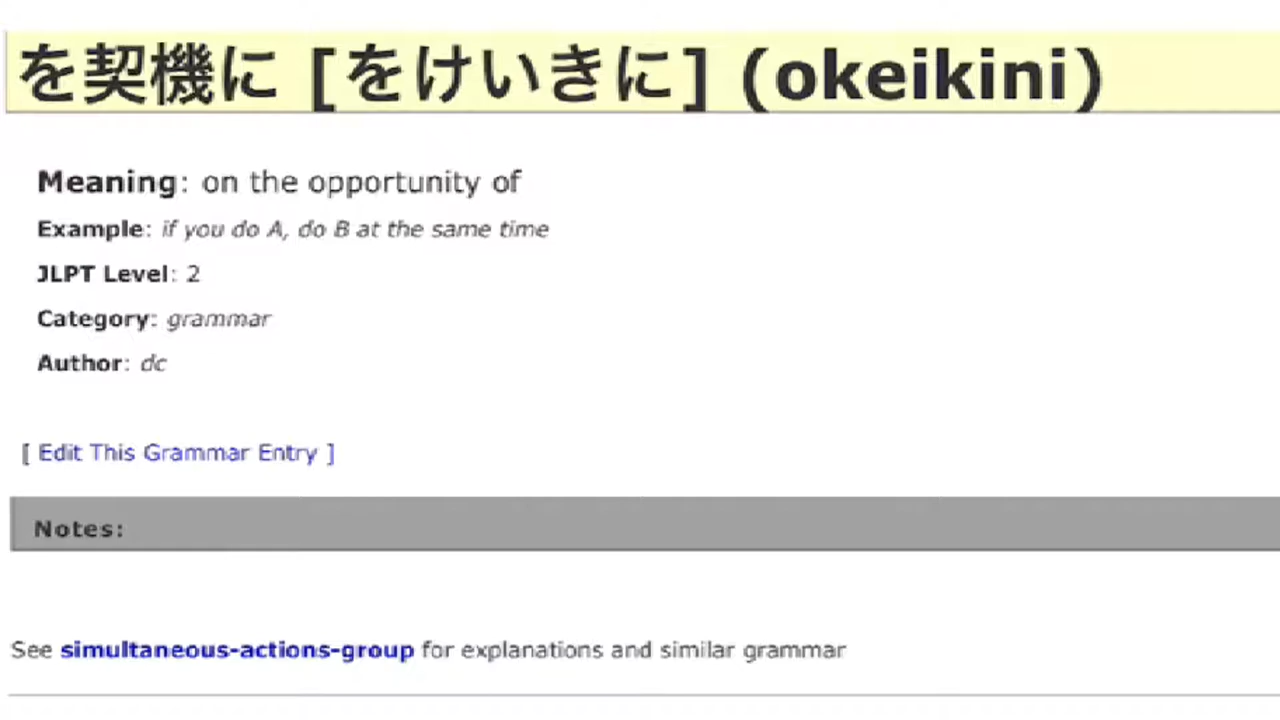 を契機に [をけいきに] (okeikini)
Meaning: on the opportunity of
Example: if you do A, do B at the same time
JLPT Level: 2
Category: grammar
Author: dc
[ Edit This Grammar Entry ]
Notes:
See simultaneous-actions-group for explanations and similar grammar